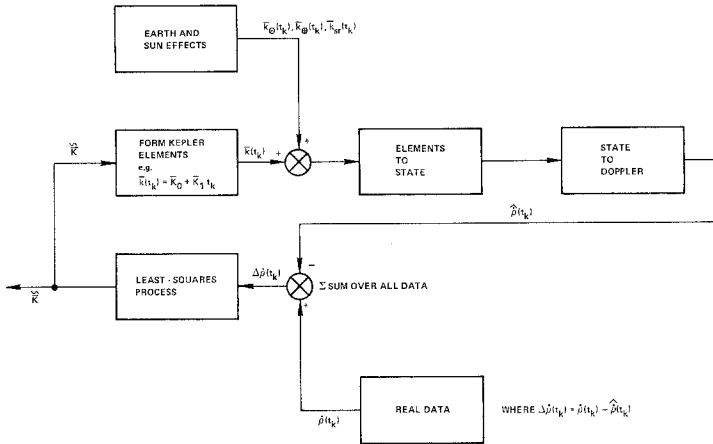 EARTH AND
SUN EFFECTS
k̅⊙(tₖ), k̅⊕(tₖ), k̅ₛᵣ(tₖ)
FORM KEPLER
ELEMENTS
e.g.
k̅(tₖ) = K̅₀ + K̅₁ tₖ
K̂̅
k̅(tₖ)
+
+
ELEMENTS
TO
STATE
STATE
TO
DOPPLER
ρ̇̂(tₖ)
LEAST - SQUARES
PROCESS
Δρ̇(tₖ)
−
Σ SUM OVER ALL DATA
+
K̂̅
ρ̇(tₖ)
REAL DATA
WHERE Δρ̇(tₖ) = ρ̇(tₖ) − ρ̇̂(tₖ)